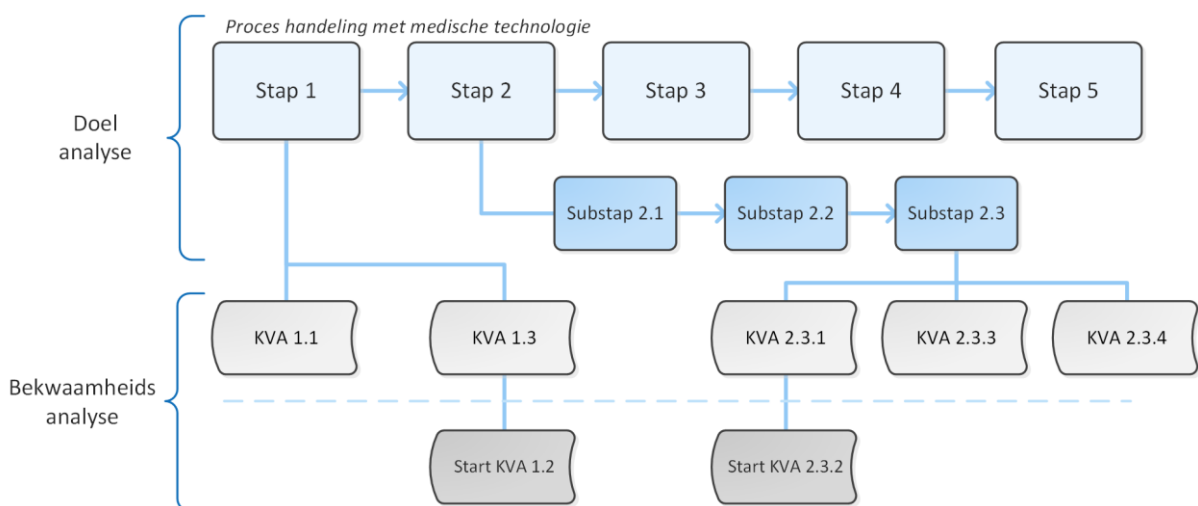 Proces handeling met medische technologie
Stap 1
Stap 2
Stap 3
Stap 4
Stap 5
Doel
analyse
Substap 2.1
Substap 2.2
Substap 2.3
KVA 1.1
KVA 1.3
KVA 2.3.1
KVA 2.3.3
KVA 2.3.4
Bekwaamheids
analyse
Start KVA 1.2
Start KVA 2.3.2